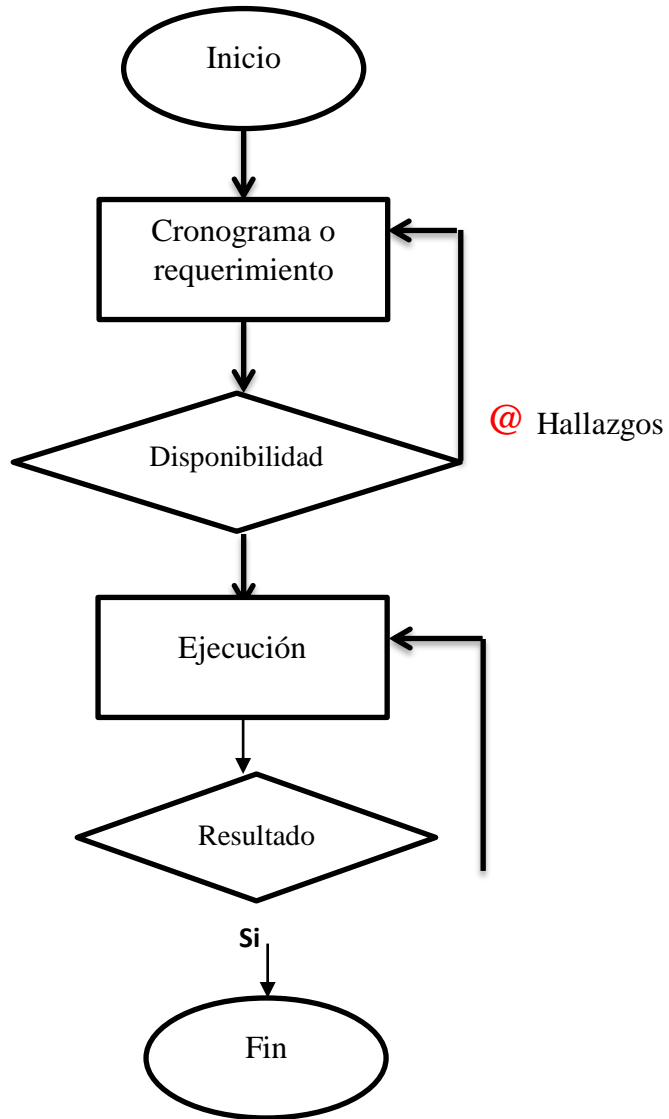 Inicio
Cronograma o
requerimiento
@ Hallazgos
Disponibilidad
Ejecución
Resultado
Si
Fin